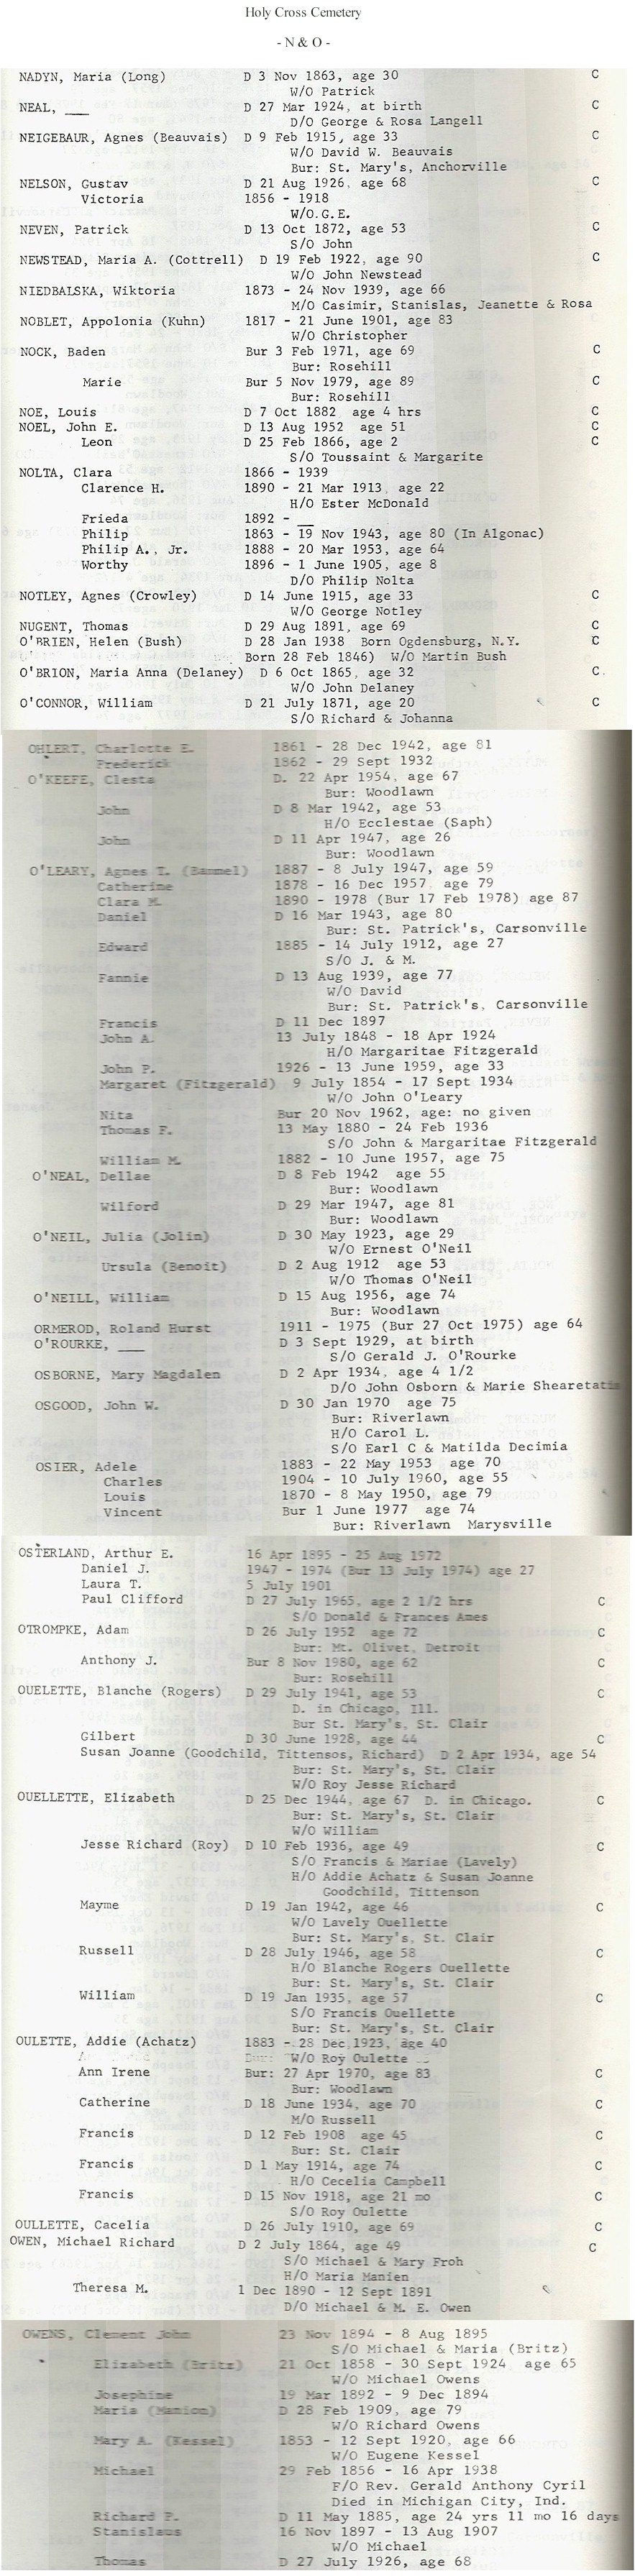 Holy Cross Cemetery
- N & O -
NADYN, Maria (Long) D 3 Nov 1863, age 30 C
W/O Patrick
NEAL, ___ D 27 Mar 1924, at birth C
D/O George & Rosa Langell
NEIGEBAUR, Agnes (Beauvais) D 9 Feb 1915, age 33 C
W/O David W. Beauvais
Bur: St. Mary's, Anchorville
NELSON, Gustav D 21 Aug 1926, age 68 C
Victoria 1856 - 1918
W/O.G.E.
NEVEN, Patrick D 13 Oct 1872, age 53 C
S/O John
NEWSTEAD, Maria A. (Cottrell) D 19 Feb 1922, age 90 C
W/O John Newstead
NIEDBALSKA, Wiktoria 1873 - 24 Nov 1939, age 66
M/O Casimir, Stanislas, Jeanette & Rosa
NOBLET, Appolonia (Kuhn) 1817 - 21 June 1901, age 83
W/O Christopher
NOCK, Baden Bur 3 Feb 1971, age 69 C
Bur: Rosehill
Marie Bur 5 Nov 1979, age 89 C
Bur: Rosehill
NOE, Louis D 7 Oct 1882 age 4 hrs C
NOEL, John E. D 13 Aug 1952 age 51 C
Leon D 25 Feb 1866, age 2 C
S/O Toussaint & Margarite
NOLTA, Clara 1866 - 1939
Clarence H. 1890 - 21 Mar 1913, age 22
H/O Ester McDonald
Frieda 1892 - __
Philip 1863 - 19 Nov 1943, age 80 (In Algonac)
Philip A., Jr. 1888 - 20 Mar 1953, age 64
Worthy 1896 - 1 June 1905, age 8
D/O Philip Nolta
NOTLEY, Agnes (Crowley) D 14 June 1915, age 33 C
W/O George Notley
NUGENT, Thomas D 29 Aug 1891, age 69 C
O'BRIEN, Helen (Bush) D 28 Jan 1938 Born Ogdensburg, N.Y. C
Born 28 Feb 1846) W/O Martin Bush
O'BRION, Maria Anna (Delaney) D 6 Oct 1865, age 32 C.
W/O John Delaney
O'CONNOR, William D 21 July 1871, age 20 C
S/O Richard & Johanna
OHLERT, Charlotte E. 1861 - 28 Dec 1942, age 81
Frederick 1862 - 29 Sept 1932
O'KEEFE, Clesta D. 22 Apr 1954, age 67
Bur: Woodlawn
John D 8 Mar 1942, age 53
H/O Ecclestae (Saph)
John D 11 Apr 1947, age 26
Bur: Woodlawn
O'LEARY, Agnes T. (Bammel) 1887 - 8 July 1947, age 59
Catherine 1878 - 16 Dec 1957, age 79
Clara M. 1890 - 1978 (Bur 17 Feb 1978) age 87
Daniel D 16 Mar 1943, age 80
Bur: St. Patrick's, Carsonville
Edward 1885 - 14 July 1912, age 27
S/O J. & M.
Fannie D 13 Aug 1939, age 77
W/O David
Bur: St. Patrick's, Carsonville
Francis D 11 Dec 1897
John A. 13 July 1848 - 18 Apr 1924
H/O Margaritae Fitzgerald
John P. 1926 - 13 June 1959, age 33
Margaret (Fitzgerald) 9 July 1854 - 17 Sept 1934
W/O John O'Leary
Nita Bur 20 Nov 1962, age: no given
Thomas F. 13 May 1880 - 24 Feb 1936
S/O John & Margaritae Fitzgerald
William M. 1882 - 10 June 1957, age 75
O'NEAL, Dellae D 8 Feb 1942 age 55
Bur: Woodlawn
Wilford D 29 Mar 1947, age 81
Bur: Woodlawn
O'NEIL, Julia (Jolin) D 30 May 1923, age 29
W/O Ernest O'Neil
Ursula (Benoit) D 2 Aug 1912 age 53
W/O Thomas O'Neil
O'NEILL, William D 15 Aug 1956, age 74
Bur: Woodlawn
ORMEROD, Roland Hurst 1911 - 1975 (Bur 27 Oct 1975) age 64
O'ROURKE, ___ D 3 Sept 1929, at birth
S/O Gerald J. O'Rourke
OSBORNE, Mary Magdalen D 2 Apr 1934, age 4 1/2
D/O John Osborn & Marie
OSGOOD, John W. D 30 Jan 1970 age 75
Bur: Riverlawn
H/O Carol L.
S/O Earl C & Matilda Decimia
OSIER, Adele 1883 - 22 May 1953 age 70
Charles 1904 - 10 July 1960, age 55
Louis 1870 - 8 May 1950, age 79
Vincent Bur 1 June 1977 age 74
Bur: Riverlawn Marysville
OSTERLAND, Arthur E. 16 Apr 1895 - 25 Aug 1972
Daniel J. 1947 - 1974 (Bur 13 July 1974) age 27
Laura T. 5 July 1901
Paul Clifford D 27 July 1965, age 2 1/2 hrs C
S/O Donald & Frances Ames
OTROMPKE, Adam D 26 July 1952 age 72 C
Bur: Mt. Olivet, Detroit
Anthony J. Bur 8 Nov 1980, age 62 C
Bur: Rosehill
OUELETTE, Blanche (Rogers) D 29 July 1941, age 53 C
D. in Chicago, Ill.
Bur St. Mary's, St. Clair
Gilbert D 30 June 1928, age 44 C
Susan Joanne (Goodchild, Tittensos, Richard) D 2 Apr 1934, age 54
Bur: St. Mary's, St. Clair
W/O Roy Jesse Richard
OUELLETTE, Elizabeth D 25 Dec 1944, age 67 D. in Chicago. C
Bur: St. Mary's, St. Clair
W/O William
Jesse Richard (Roy) D 10 Feb 1936, age 49 C
S/O Francis & Mariae (Lavely)
H/O Addie Achatz & Susan Joanne
Goodchild, Tittenson
Mayme D 19 Jan 1942, age 46 C
W/O Lavely Ouellette
Bur: St. Mary's, St. Clair
Russell D 28 July 1946, age 58 C
H/O Blanche Rogers Ouellette
Bur: St. Mary's, St. Clair
William D 19 Jan 1935, age 57 C
S/O Francis Ouellette
Bur: St. Mary's, St. Clair
OULETTE, Addie (Achatz) 1883 - 28 Dec 1923, age 40
W/O Roy Oulette
Ann Irene Bur: 27 Apr 1970, age 83 C
Bur: Woodlawn
Catherine D 18 June 1934, age 70 C
M/O Russell
Francis D 12 Feb 1908 age 45 C
Bur: St. Clair
Francis D 1 May 1914, age 74 C
H/O Cecelia Campbell
Francis D 15 Nov 1918, age 21 mo C
S/O Roy Oulette
OULLETTE, Cacelia D 26 July 1910, age 69 C
OWEN, Michael Richard D 2 July 1864, age 49 C
S/O Michael & Mary Froh
H/O Maria Manien
Theresa M. 1 Dec 1890 - 12 Sept 1891
D/O Michael & M. E. Owen
OWENS, Clement John 23 Nov 1894 - 8 Aug 1895
S/O Michael & Maria (Britz)
Elizabeth (Britz) 21 Oct 1858 - 30 Sept 1924 age 65
W/O Michael Owens
Josephine 19 Mar 1892 - 9 Dec 1894
Maria (Manion) D 28 Feb 1909, age 79
W/O Richard Owens
Mary A. (Kessel) 1853 - 12 Sept 1920, age 66
W/O Eugene Kessel
Michael 29 Feb 1856 - 16 Apr 1938
F/O Rev. Gerald Anthony Cyril
Died in Michigan City, Ind.
Richard P. D 11 May 1885, age 24 yrs 11 mo 16 days
Stanislaus 16 Nov 1897 - 13 Aug 1907
W/O Michael
Thomas D 27 July 1926, age 68